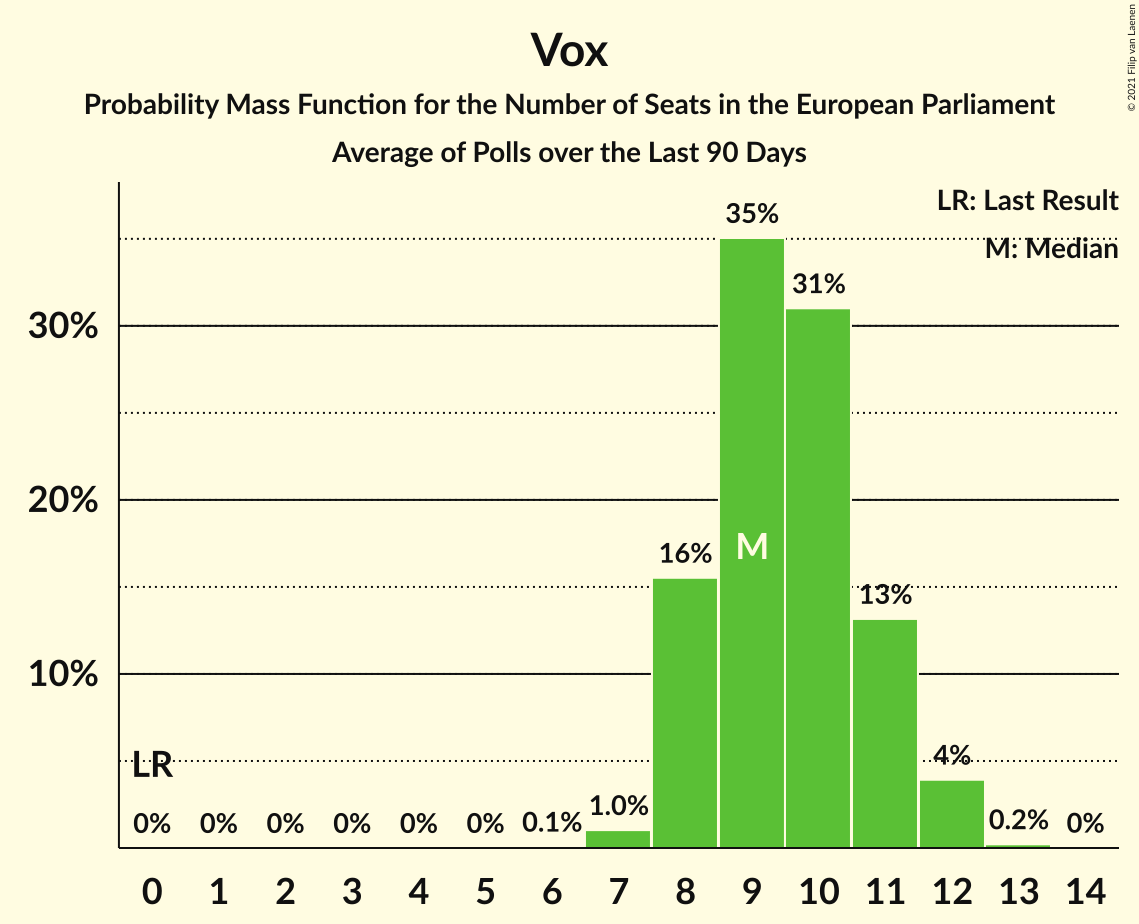 Vox
Probability Mass Function for the Number of Seats in the European Parliament
Average of Polls over the Last 90 Days
© 2021 Filip van Laenen
LR: Last Result
M: Median
35%
31%
30%
20%
16%
M
13%
10%
LR
0%
0%
0%
0%
0%
0%
0.1%
1.0%
4%
0.2%
0%
0 1 2 3 4 5 6 7 8 9 10 11 12 13 14